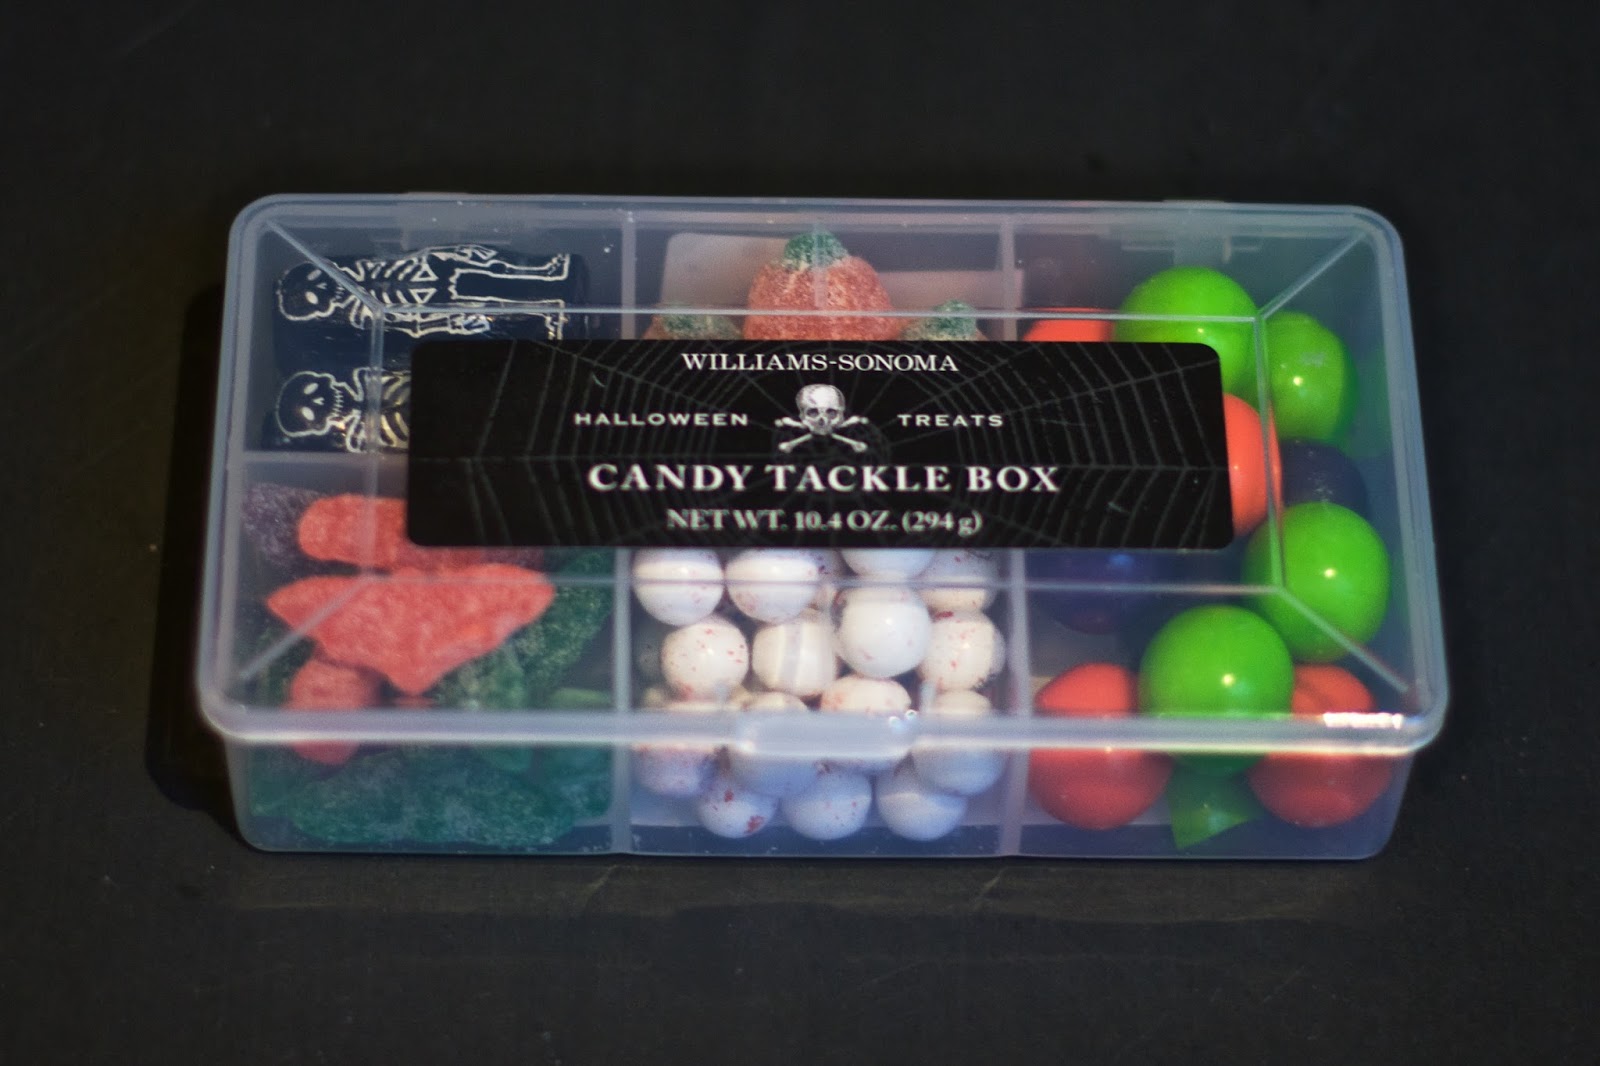 WILLIAMS-SONOMA
HALLOWEEN TREATS
CANDY TACKLE BOX
NET WT. 10.4 OZ. (294 g)